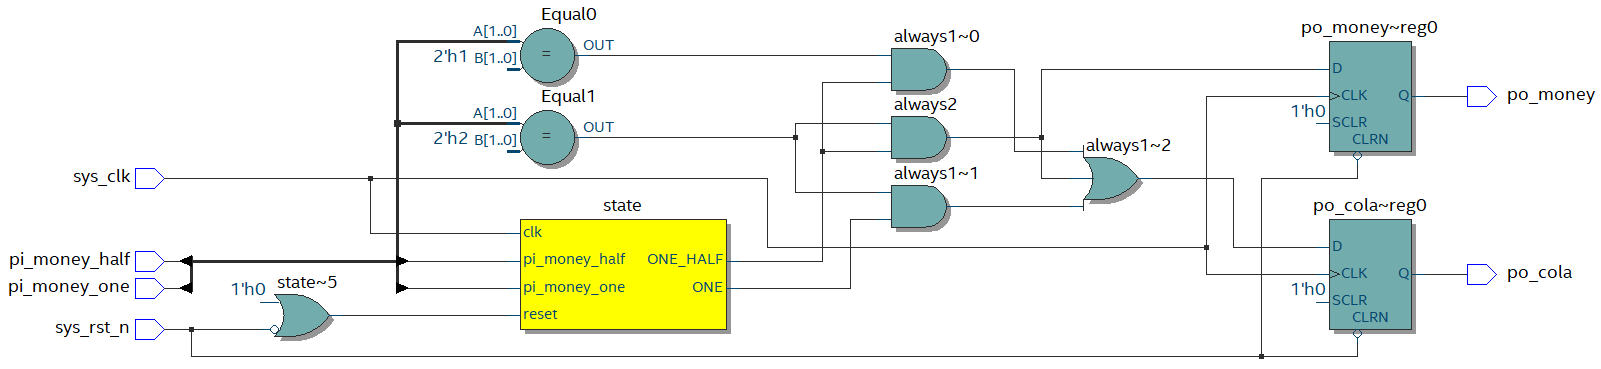 Equal0
A[1..0]
=
OUT
2'h1 B[1..0]
always1~0
po_money~reg0
D
CLK
Q
po_money
1'h0
SCLR
CLRN
Equal1
A[1..0]
=
OUT
2'h2 B[1..0]
always2
always1~2
sys_clk
always1~1
state
clk
pi_money_half
pi_money_half
ONE_HALF
pi_money_one
pi_money_one
ONE
state~5
1'h0
reset
sys_rst_n
po_cola~reg0
D
CLK
Q
po_cola
1'h0
SCLR
CLRN